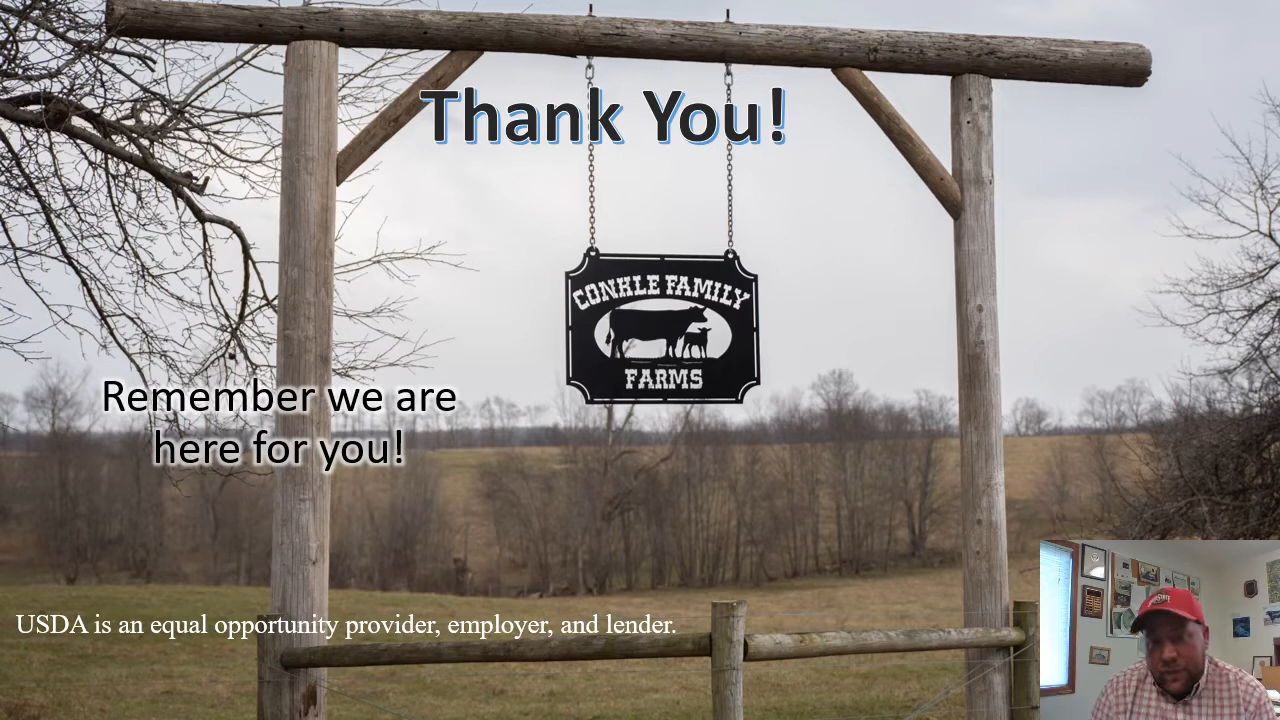 Thank You!
CONKLE FAMILY
FARMS
Remember we are
here for you!
USDA is an equal opportunity provider, employer, and lender.
STATE